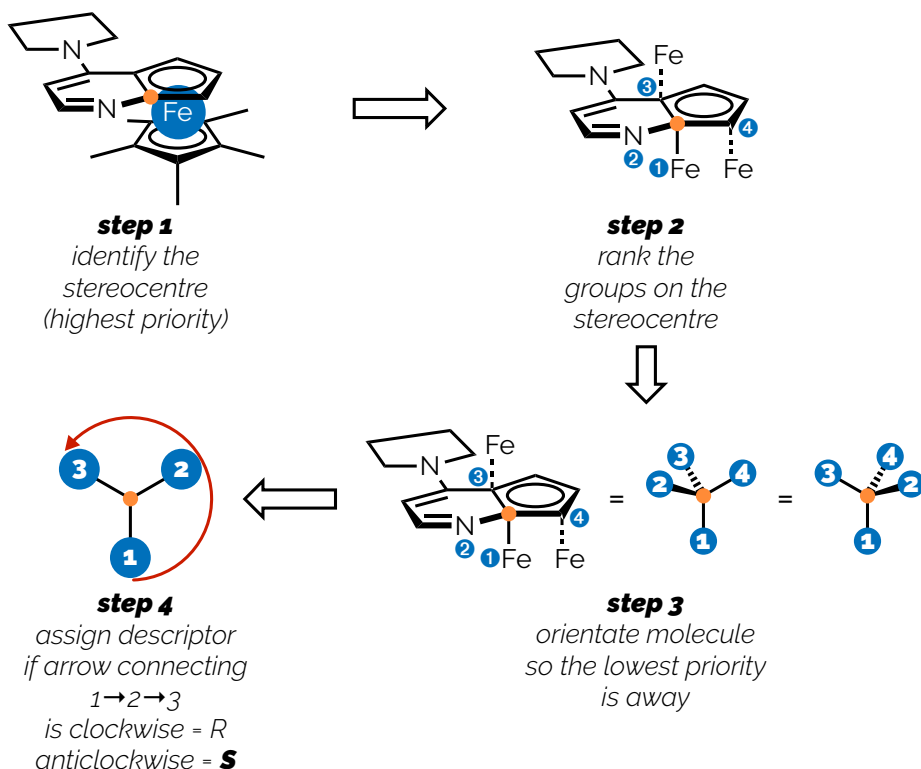 N
N
Fe
step 1
identify the
stereocentre
(highest priority)
Fe
N
3
4
N
2
1 Fe
Fe
step 2
rank the
groups on the
stereocentre
3
2
1
step 4
assign descriptor
if arrow connecting
1→2→3
is clockwise = R
anticlockwise = S
Fe
N
3
4
N
2
1 Fe
Fe
=
3
2
4
1
=
4
3
2
1
step 3
orientate molecule
so the lowest priority
is away